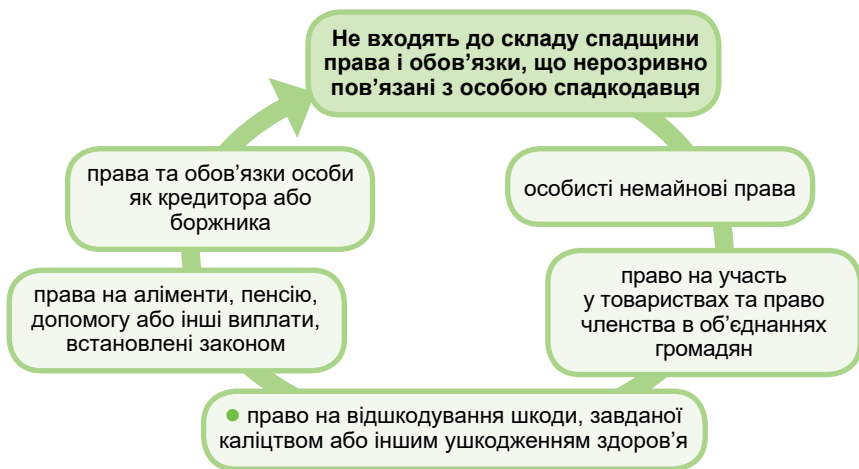 Не входять до складу спадщини
права і обов’язки, що нерозривно
пов’язані з особою спадкодавця
особисті немайнові права
право на участь
у товариствах та право
членства в об’єднаннях
громадян
● право на відшкодування шкоди, завданої
каліцтвом або іншим ушкодженням здоров’я
права на аліменти, пенсію,
допомогу або інші виплати,
встановлені законом
права та обов’язки особи
як кредитора або
боржника